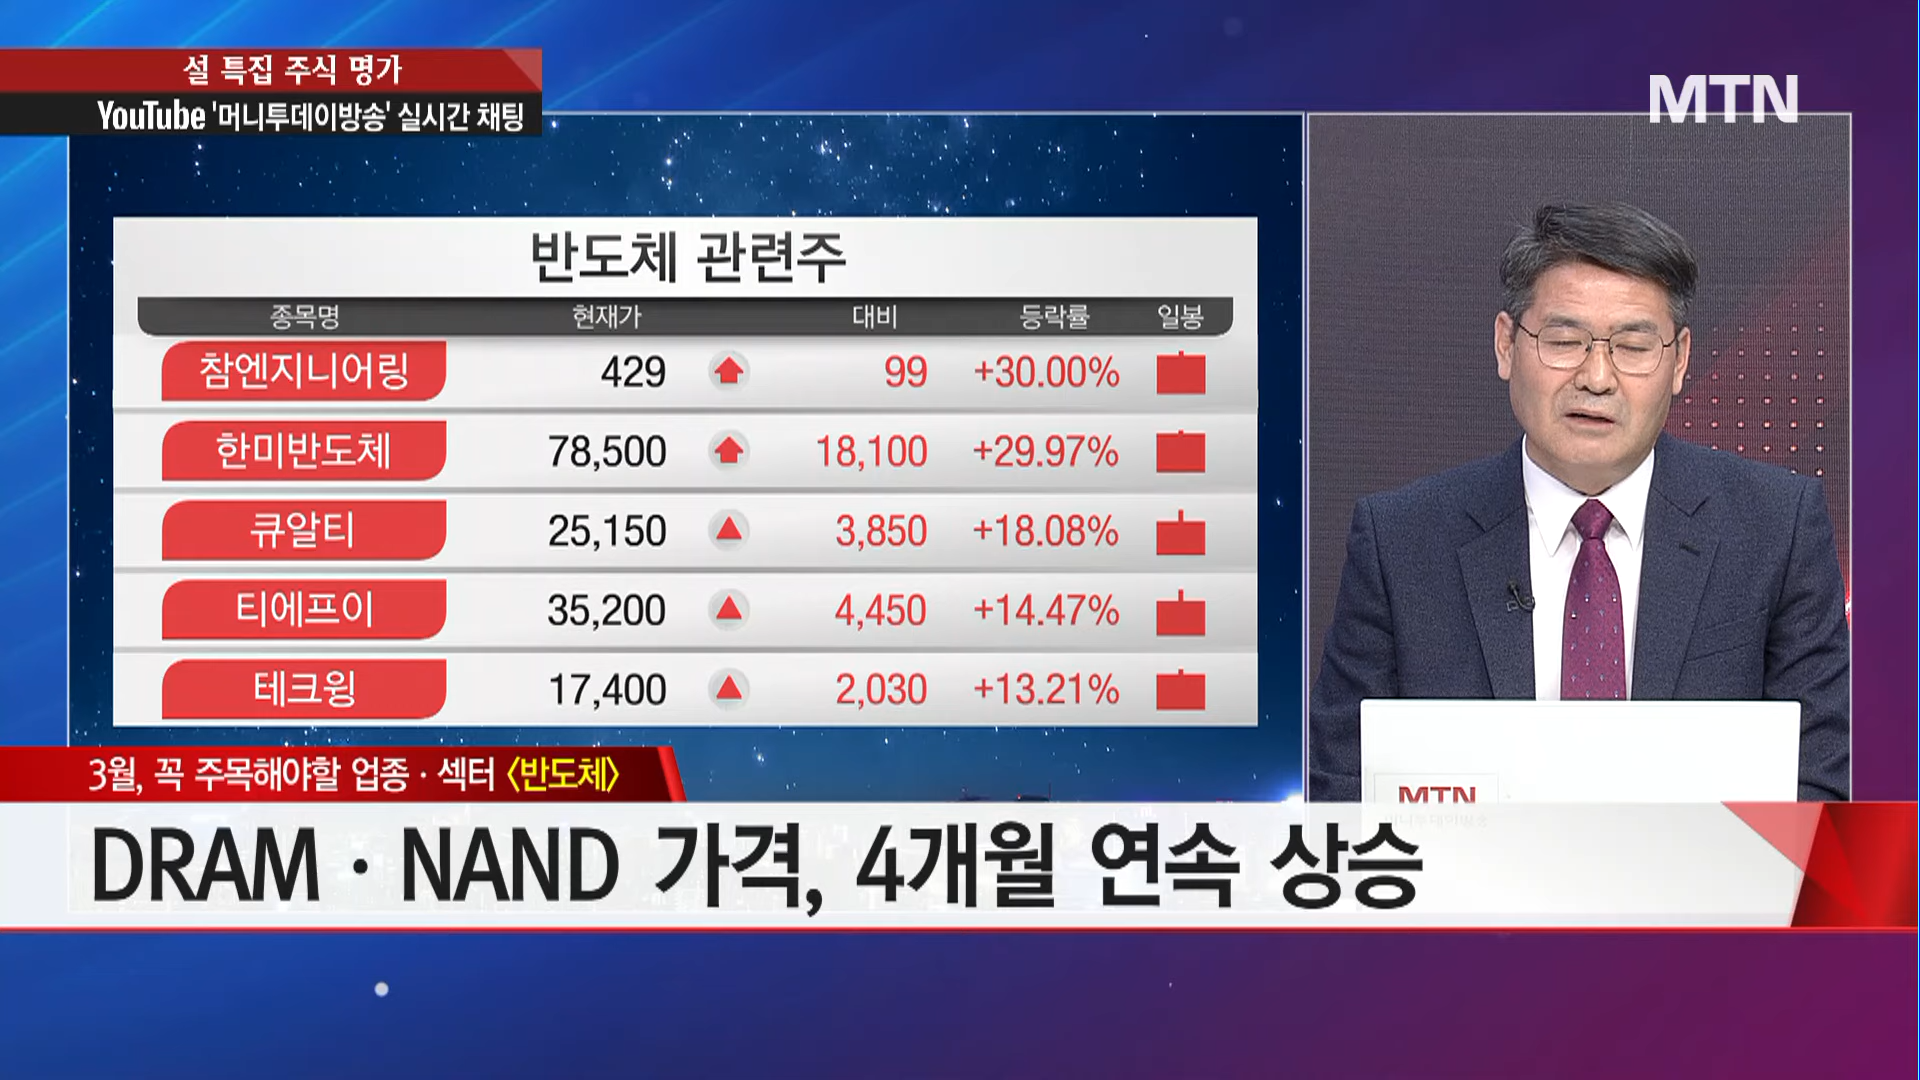 설 특집 주식 명가
YouTube '머니투데이방송' 실시간 채팅
MTN
반도체 관련주
종목명 현재가 대비 등락률 일봉
참엔지니어링 429 99 +30.00%
한미반도체 78,500 18,100 +29.97%
큐알티 25,150 3,850 +18.08%
티에프이 35,200 4,450 +14.47%
테크윙 17,400 2,030 +13.21%
MTN
3월, 꼭 주목해야할 업종 · 섹터 <반도체>
DRAM · NAND 가격, 4개월 연속 상승